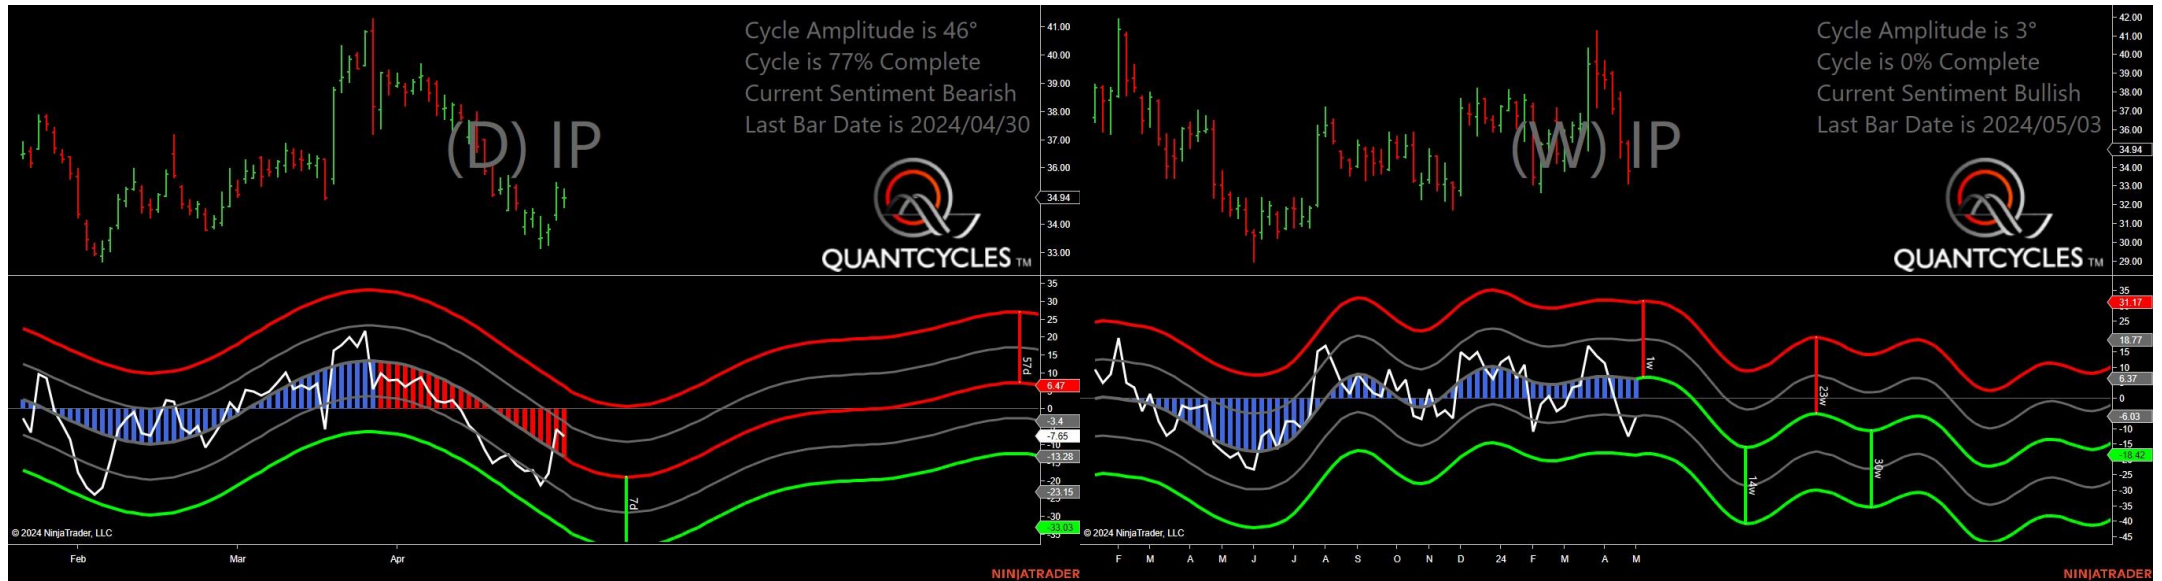 Cycle Amplitude is 46°
Cycle is 77% Complete
Current Sentiment Bearish
Last Bar Date is 2024/04/30
(D) IP
QUANTCYCLES TM
41.00
40.00
39.00
38.00
37.00
36.00
34.94
34.00
33.00
35
30
25
20
15
10
6.47
0
-3.4
-7.65
-13.28
-20
-23.15
-30
-33.03
57d
7d
© 2024 NinjaTrader, LLC
Feb Mar Apr
NINJATRADER
Cycle Amplitude is 3°
Cycle is 0% Complete
Current Sentiment Bullish
Last Bar Date is 2024/05/03
(W) IP
QUANTCYCLES TM
42.00
41.00
40.00
39.00
38.00
37.00
36.00
34.94
34.00
33.00
32.00
31.00
30.00
29.00
35
31.17
25
18.77
15
10
6.37
0
-6.03
-10
-15
-18.42
-25
-30
-35
-40
-45
1w
23w
14w
30w
© 2024 NinjaTrader, LLC
F M A M J J A S O N D 24 F M A M
NINJATRADER